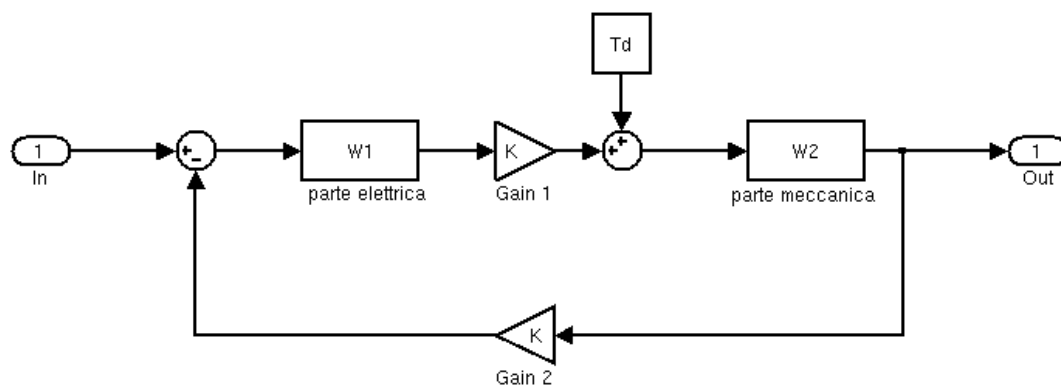 Td
1
In
+
-
W1
parte elettrica
K
Gain 1
+
+
W2
parte meccanica
1
Out
K
Gain 2